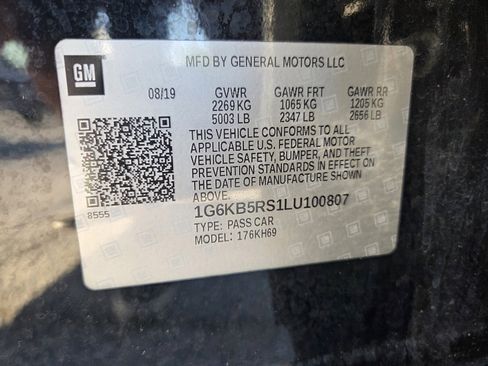 GM
MFD BY GENERAL MOTORS LLC
08/19 GVWR GAWR FRT GAWR RR
2269 KG 1065 KG 1205 KG
5003 LB 2347 LB 2656 LB
THIS VEHICLE CONFORMS TO ALL
APPLICABLE U.S. FEDERAL MOTOR
VEHICLE SAFETY, BUMPER, AND THEFT
PREVENTION STANDARDS IN EFFECT ON
THE DATE OF MANUFACTURE SHOWN
ABOVE.
8555 1G6KB5RS1LU100807
TYPE: PASS CAR
MODEL: 176KH69